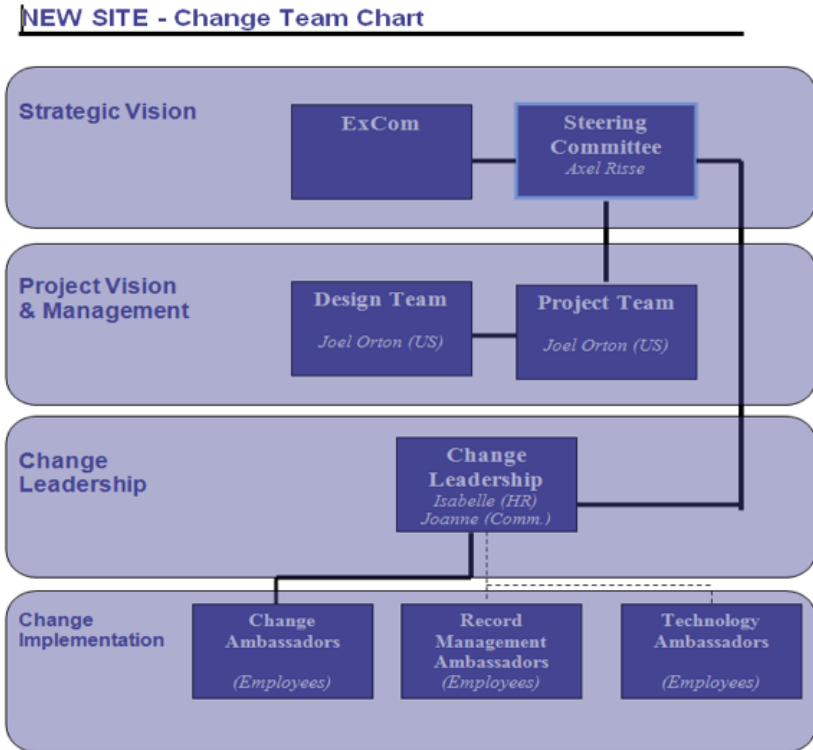 NEW SITE - Change Team Chart
Strategic Vision
ExCom
Steering
Committee
Axel Risse
Project Vision
& Management
Design Team
Joel Orton (US)
Project Team
Joel Orton (US)
Change
Leadership
Change
Leadership
Isabelle (HR)
Joanne (Comm.)
Change
Implementation
Change
Ambassadors
(Employees)
Record
Management
Ambassadors
(Employees)
Technology
Ambassadors
(Employees)